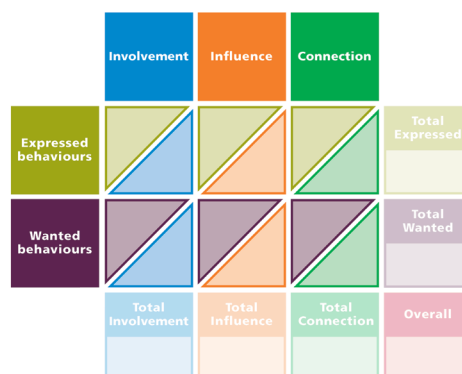 Involvement
Influence
Connection
Expressed
behaviours
Total
Expressed
Wanted
behaviours
Total
Wanted
Total
Involvement
Total
Influence
Total
Connection
Overall